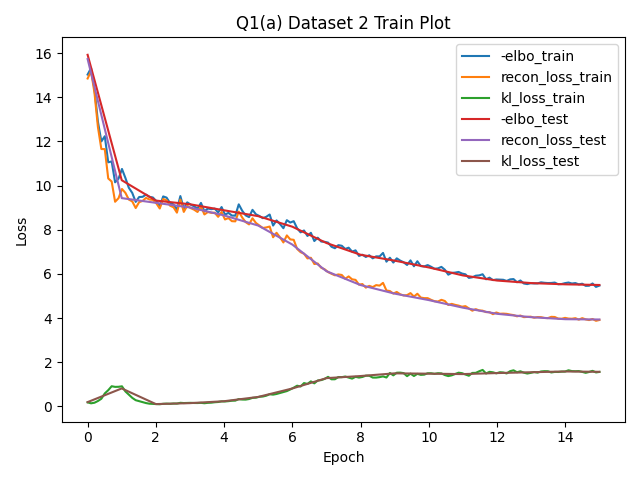 Q1(a) Dataset 2 Train Plot
Loss
16
14
12
10
8
6
4
2
0
-elbo_train
recon_loss_train
kl_loss_train
-elbo_test
recon_loss_test
kl_loss_test
0 2 4 6 8 10 12 14
Epoch